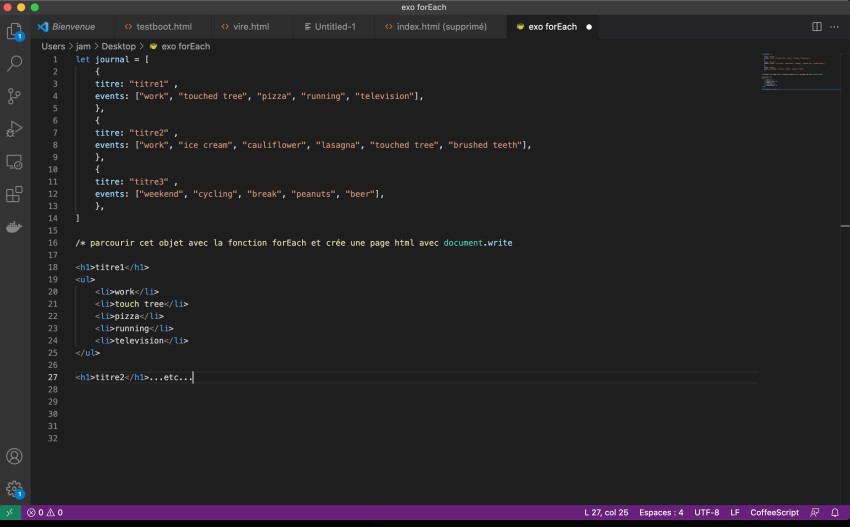 exo forEach
Bienvenue testboot.html vire.html Untitled-1 index.html (supprimé) exo forEach
Users > jam > Desktop > exo forEach
1 let journal = [
2 {
3 titre: "titre1" ,
4 events: ["work", "touched tree", "pizza", "running", "television"],
5 },
6 {
7 titre: "titre2" ,
8 events: ["work", "ice cream", "cauliflower", "lasagna", "touched tree", "brushed teeth"],
9 },
10 {
11 titre: "titre3" ,
12 events: ["weekend", "cycling", "break", "peanuts", "beer"],
13 },
14 ]
15
16 /* parcourir cet objet avec la fonction forEach et crée une page html avec document.write
17
18 <h1>titre1</h1>
19 <ul>
20 <li>work</li>
21 <li>touch tree</li>
22 <li>pizza</li>
23 <li>running</li>
24 <li>television</li>
25 </ul>
26
27 <h1>titre2</h1>...etc...
28
29
30
31
32
1
1
0 0 L 27, col 25 Espaces : 4 UTF-8 LF CoffeeScript